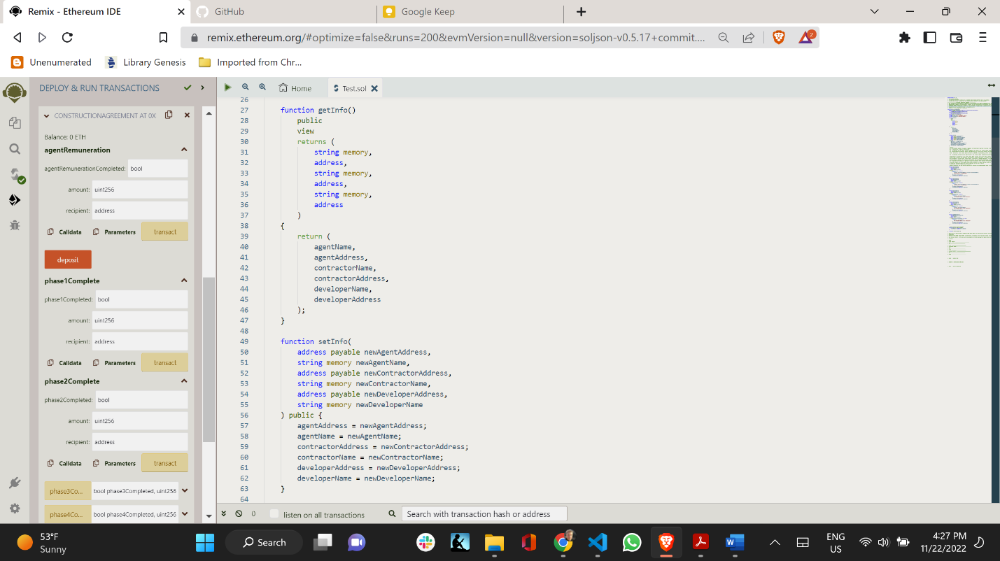 Remix - Ethereum IDE
GitHub
Google Keep
remix.ethereum.org/#optimize=false&runs=200&evmVersion=null&version=soljson-v0.5.17+commit....
2
Unenumerated
Library Genesis
Imported from Chr...
DEPLOY & RUN TRANSACTIONS
Home
Test.sol
CONSTRUCTIONAGREEMENT AT 0X
Balance: 0 ETH
agentRemuneration
agentRemunerationCompleted: bool
amount: uint256
recipient: address
Calldata Parameters transact
deposit
phase1Complete
phase1Completed: bool
amount: uint256
recipient: address
Calldata Parameters transact
phase2Complete
phase2Completed: bool
amount: uint256
recipient: address
Calldata Parameters transact
phase3Co... bool phase3Completed, uint256
phase4Co... bool phase4Completed, uint256
26
27 function getInfo()
28 public
29 view
30 returns (
31 string memory,
32 address,
33 string memory,
34 address,
35 string memory,
36 address
37 )
38 {
39 return (
40 agentName,
41 agentAddress,
42 contractorName,
43 contractorAddress,
44 developerName,
45 developerAddress
46 );
47 }
48
49 function setInfo(
50 address payable newAgentAddress,
51 string memory newAgentName,
52 address payable newContractorAddress,
53 string memory newContractorName,
54 address payable newDeveloperAddress,
55 string memory newDeveloperName
56 ) public {
57 agentAddress = newAgentAddress;
58 agentName = newAgentName;
59 contractorAddress = newContractorAddress;
60 contractorName = newContractorName;
61 developerAddress = newDeveloperAddress;
62 developerName = newDeveloperName;
63 }
64
0
listen on all transactions
Search with transaction hash or address
53°F
Sunny
Search
ENG
US
4:27 PM
11/22/2022